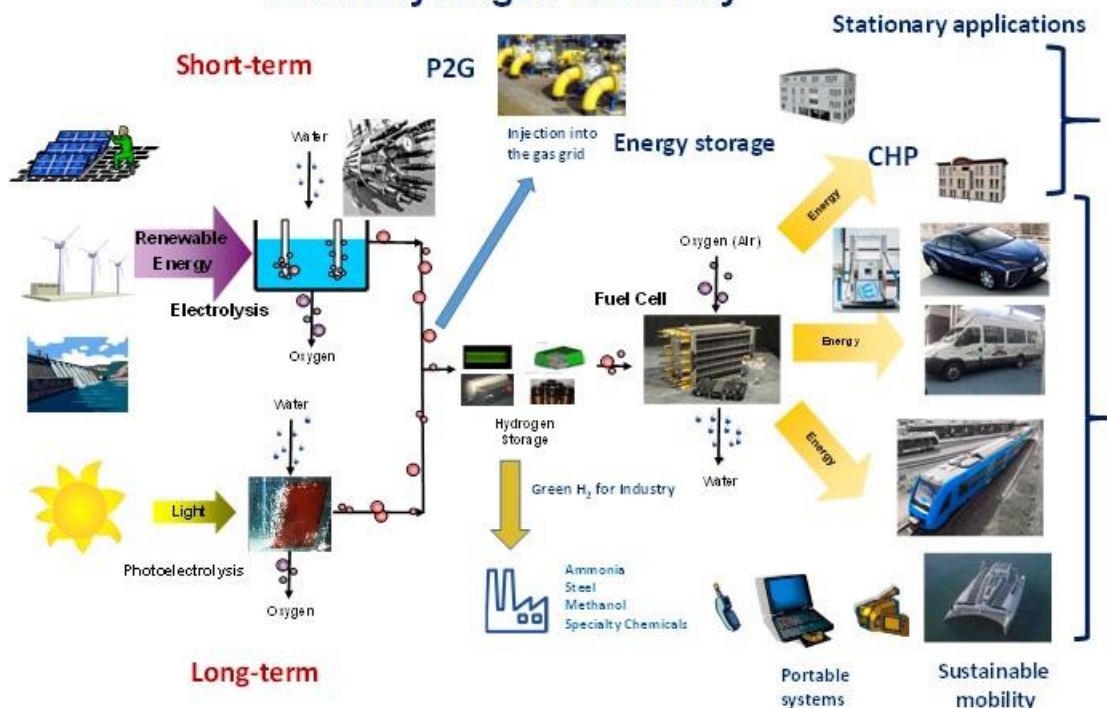 Stationary applications
Short-term
P2G
Injection into
the gas grid
Energy storage
CHP
Water
Renewable
Energy
Electrolysis
Oxygen
Oxygen (Air)
Fuel Cell
Energy
Energy
Energy
Water
Hydrogen
Storage
Water
Light
Photoelectrolysis
Oxygen
Green H₂ for Industry
Ammonia
Steel
Methanol
Specialty Chemicals
Long-term
Portable
systems
Sustainable
mobility